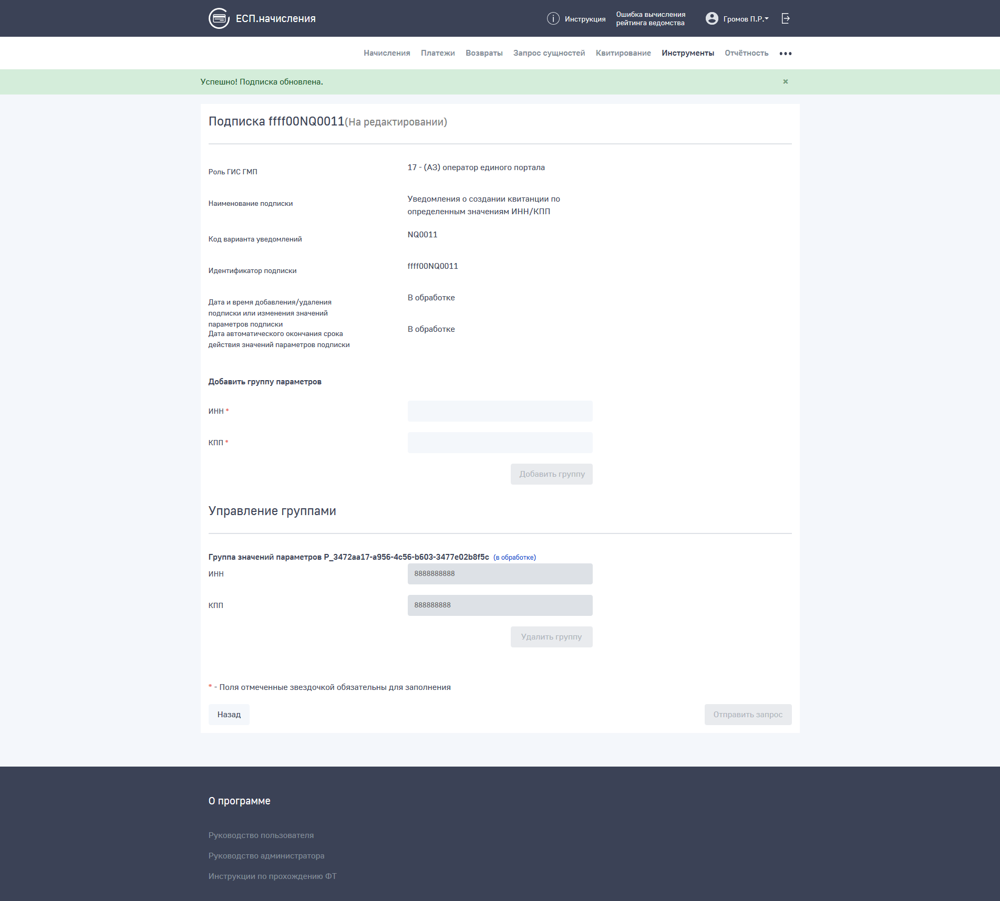 ЕСП.начисления
Инструкция
Ошибка вычисления
рейтинга ведомства
Громов П.Р.
Начисления Платежи Возвраты Запрос сущностей Квитирование Инструменты Отчётность •••
Успешно! Подписка обновлена.
×
Подписка ffff00NQ0011(На редактировании)
Роль ГИС ГМП
17 - (АЗ) оператор единого портала
Наименование подписки
Уведомления о создании квитанции по
определенным значениям ИНН/КПП
Код варианта уведомлений
NQ0011
Идентификатор подписки
ffff00NQ0011
Дата и время добавления/удаления
подписки или изменения значений
параметров подписки
В обработке
Дата автоматического окончания срока
действия значений параметров подписки
В обработке
Добавить группу параметров
ИНН *
КПП *
Добавить группу
Управление группами
Группа значений параметров P_3472aa17-a956-4c56-b603-3477e02b8f5c (в обработке)
ИНН
8888888888
КПП
888888888
Удалить группу
* - Поля отмеченные звездочкой обязательны для заполнения
Назад
Отправить запрос
О программе
Руководство пользователя
Руководство администратора
Инструкции по прохождению ФТ